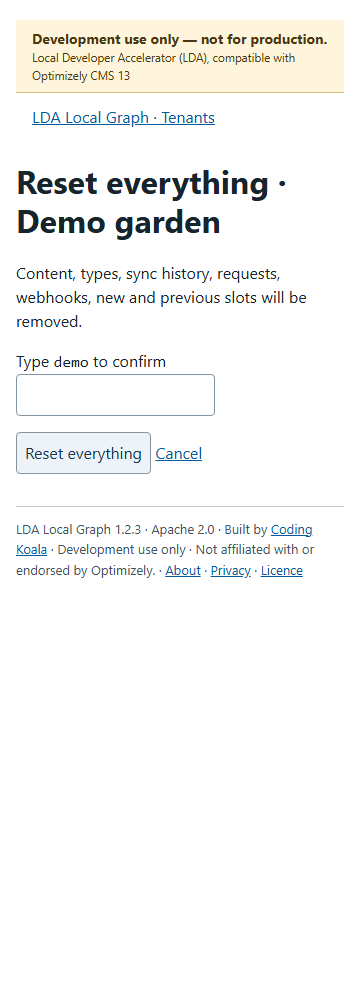 Development use only — not for production.
Local Developer Accelerator (LDA), compatible with
Optimizely CMS 13
LDA Local Graph · Tenants
Reset everything ·
Demo garden
Content, types, sync history, requests,
webhooks, new and previous slots will be
removed.
Type demo to confirm
Reset everything Cancel
LDA Local Graph 1.2.3 · Apache 2.0 · Built by Coding
Koala · Development use only · Not affiliated with or
endorsed by Optimizely. · About · Privacy · Licence